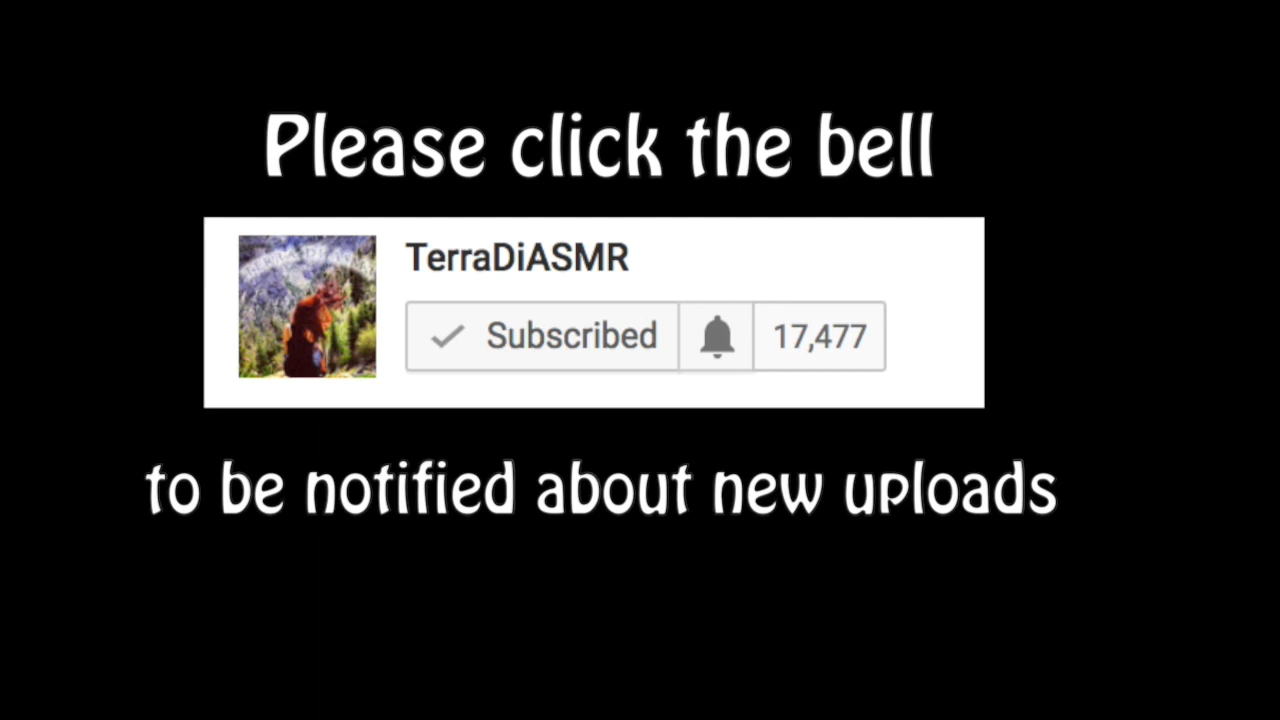 Please click the bell
TerraDiASMR
Subscribed 17,477
to be notified about new uploads